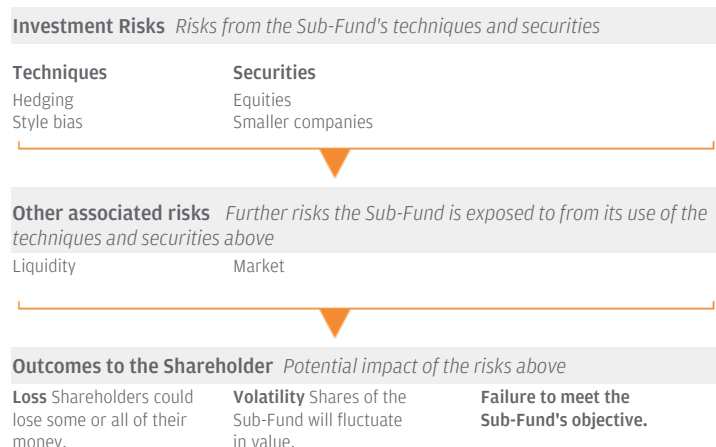 Investment Risks Risks from the Sub-Fund's techniques and securities
Techniques Securities
Hedging Equities
Style bias Smaller companies
Other associated risks Further risks the Sub-Fund is exposed to from its use of the
techniques and securities above
Liquidity Market
Outcomes to the Shareholder Potential impact of the risks above
Loss Shareholders could
lose some or all of their
money.
Volatility Shares of the
Sub-Fund will fluctuate
in value.
Failure to meet the
Sub-Fund's objective.